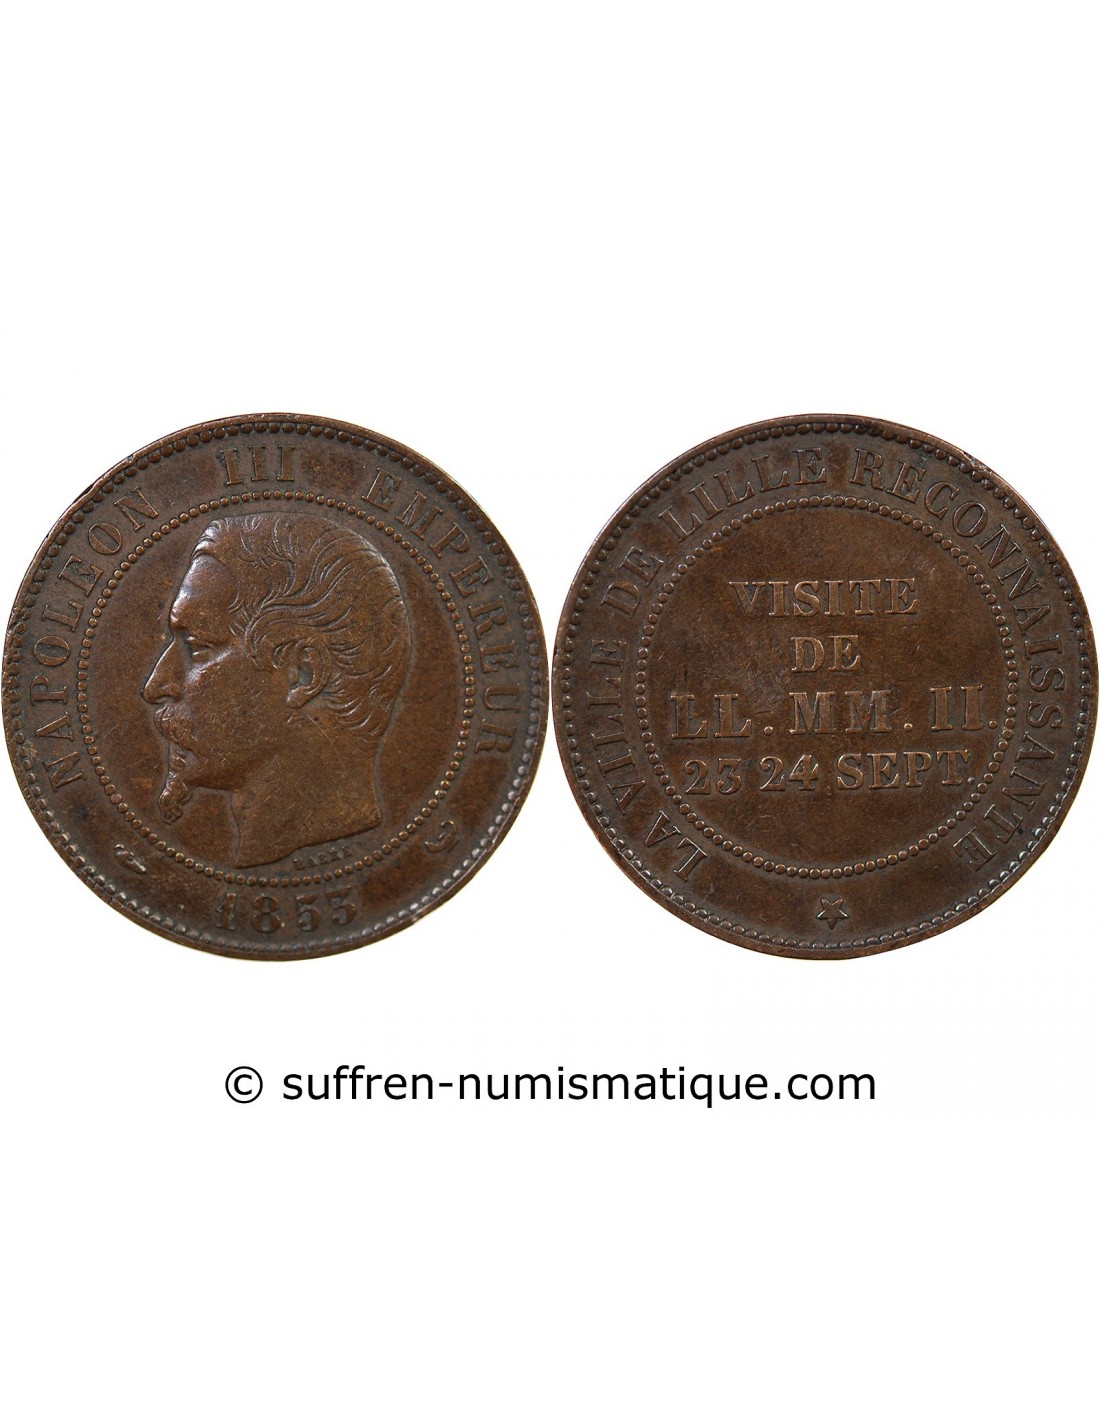 NAPOLEON III EMPEREUR
BARRE
1853
LA VILLE DE LILLE RECONNAISSANTE
VISITE
DE
LL. MM. II.
23 24 SEPT.
© suffren-numismatique.com